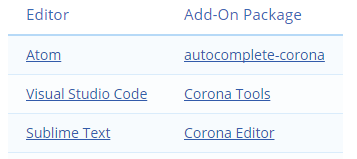 Editor Add-On Package
Atom autocomplete-corona
Visual Studio Code Corona Tools
Sublime Text Corona Editor